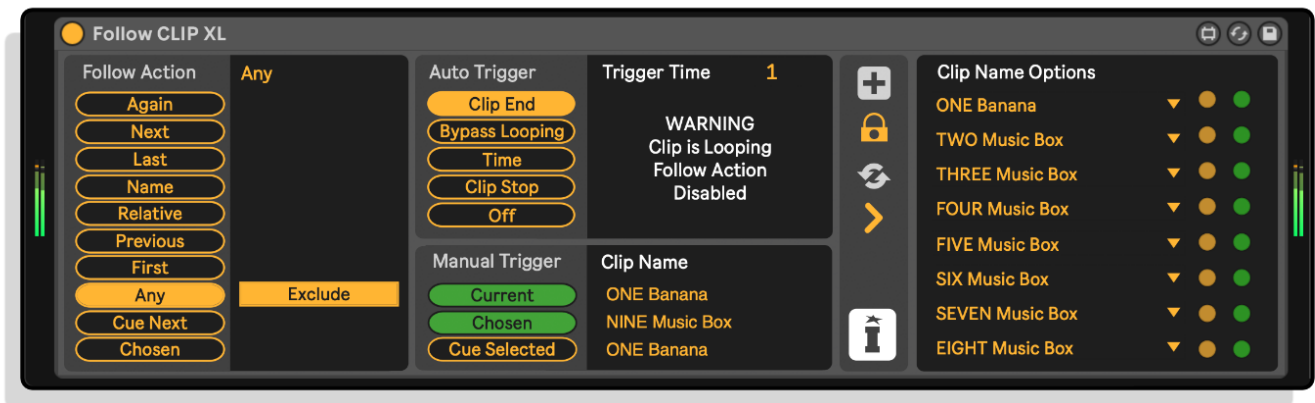 Follow CLIP XL
Follow Action
Any
Again
Next
Last
Name
Relative
Previous
First
Any
Exclude
Cue Next
Chosen
Auto Trigger
Clip End
Bypass Looping
Time
Clip Stop
Off
Trigger Time 1
WARNING
Clip is Looping
Follow Action
Disabled
Manual Trigger
Clip Name
Current
ONE Banana
Chosen
NINE Music Box
Cue Selected
ONE Banana
Clip Name Options
ONE Banana
TWO Music Box
THREE Music Box
FOUR Music Box
FIVE Music Box
SIX Music Box
SEVEN Music Box
EIGHT Music Box